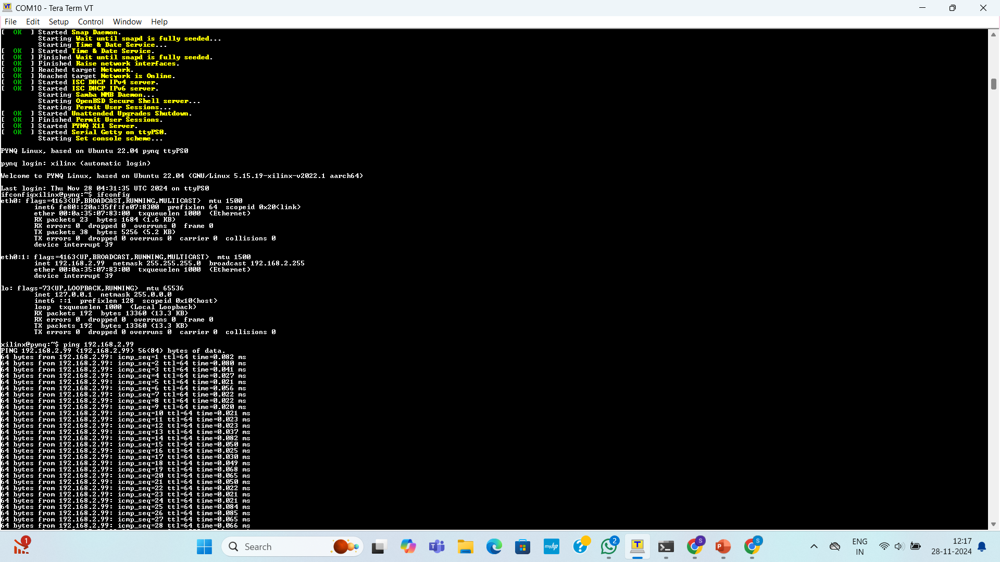 COM10 - Tera Term VT
File Edit Setup Control Window Help
[  OK  ] Started Snap Daemon.
         Starting Wait until snapd is fully seeded...
         Starting Time & Date Service...
[  OK  ] Started Time & Date Service.
[  OK  ] Finished Wait until snapd is fully seeded.
[  OK  ] Finished Raise network interfaces.
[  OK  ] Reached target Network.
[  OK  ] Reached target Network is Online.
[  OK  ] Started ISC DHCP IPv4 server.
[  OK  ] Started ISC DHCP IPv6 server.
         Starting Samba NMB Daemon...
         Starting OpenBSD Secure Shell server...
         Starting Permit User Sessions...
[  OK  ] Started Unattended Upgrades Shutdown.
[  OK  ] Finished Permit User Sessions.
[  OK  ] Started PYNQ X11 Server.
[  OK  ] Started Serial Getty on ttyPS0.
         Starting Set console scheme...
PYNQ Linux, based on Ubuntu 22.04 pynq ttyPS0
pynq login: xilinx (automatic login)
Welcome to PYNQ Linux, based on Ubuntu 22.04 (GNU/Linux 5.15.19-xilinx-v2022.1 aarch64)
Last login: Thu Nov 28 04:31:35 UTC 2024 on ttyPS0
ifconfigxilinx@pynq:~$ ifconfig
eth0: flags=4163<UP,BROADCAST,RUNNING,MULTICAST>  mtu 1500
        inet6 fe80::20a:35ff:fe07:8300  prefixlen 64  scopeid 0x20<link>
        ether 00:0a:35:07:83:00  txqueuelen 1000  (Ethernet)
        RX packets 23  bytes 1684 (1.6 KB)
        RX errors 0  dropped 0  overruns 0  frame 0
        TX packets 38  bytes 5256 (5.2 KB)
        TX errors 0  dropped 0 overruns 0  carrier 0  collisions 0
        device interrupt 39
eth0:1: flags=4163<UP,BROADCAST,RUNNING,MULTICAST>  mtu 1500
        inet 192.168.2.99  netmask 255.255.255.0  broadcast 192.168.2.255
        ether 00:0a:35:07:83:00  txqueuelen 1000  (Ethernet)
        device interrupt 39
lo: flags=73<UP,LOOPBACK,RUNNING>  mtu 65536
        inet 127.0.0.1  netmask 255.0.0.0
        inet6 ::1  prefixlen 128  scopeid 0x10<host>
        loop  txqueuelen 1000  (Local Loopback)
        RX packets 192  bytes 13360 (13.3 KB)
        RX errors 0  dropped 0  overruns 0  frame 0
        TX packets 192  bytes 13360 (13.3 KB)
        TX errors 0  dropped 0 overruns 0  carrier 0  collisions 0
xilinx@pynq:~$ ping 192.168.2.99
PING 192.168.2.99 (192.168.2.99) 56(84) bytes of data.
64 bytes from 192.168.2.99: icmp_seq=1 ttl=64 time=0.082 ms
64 bytes from 192.168.2.99: icmp_seq=2 ttl=64 time=0.080 ms
64 bytes from 192.168.2.99: icmp_seq=3 ttl=64 time=0.041 ms
64 bytes from 192.168.2.99: icmp_seq=4 ttl=64 time=0.027 ms
64 bytes from 192.168.2.99: icmp_seq=5 ttl=64 time=0.021 ms
64 bytes from 192.168.2.99: icmp_seq=6 ttl=64 time=0.056 ms
64 bytes from 192.168.2.99: icmp_seq=7 ttl=64 time=0.022 ms
64 bytes from 192.168.2.99: icmp_seq=8 ttl=64 time=0.022 ms
64 bytes from 192.168.2.99: icmp_seq=9 ttl=64 time=0.020 ms
64 bytes from 192.168.2.99: icmp_seq=10 ttl=64 time=0.021 ms
64 bytes from 192.168.2.99: icmp_seq=11 ttl=64 time=0.023 ms
64 bytes from 192.168.2.99: icmp_seq=12 ttl=64 time=0.023 ms
64 bytes from 192.168.2.99: icmp_seq=13 ttl=64 time=0.037 ms
64 bytes from 192.168.2.99: icmp_seq=14 ttl=64 time=0.082 ms
64 bytes from 192.168.2.99: icmp_seq=15 ttl=64 time=0.050 ms
64 bytes from 192.168.2.99: icmp_seq=16 ttl=64 time=0.025 ms
64 bytes from 192.168.2.99: icmp_seq=17 ttl=64 time=0.030 ms
64 bytes from 192.168.2.99: icmp_seq=18 ttl=64 time=0.049 ms
64 bytes from 192.168.2.99: icmp_seq=19 ttl=64 time=0.068 ms
64 bytes from 192.168.2.99: icmp_seq=20 ttl=64 time=0.065 ms
64 bytes from 192.168.2.99: icmp_seq=21 ttl=64 time=0.050 ms
64 bytes from 192.168.2.99: icmp_seq=22 ttl=64 time=0.022 ms
64 bytes from 192.168.2.99: icmp_seq=23 ttl=64 time=0.021 ms
64 bytes from 192.168.2.99: icmp_seq=24 ttl=64 time=0.021 ms
64 bytes from 192.168.2.99: icmp_seq=25 ttl=64 time=0.084 ms
64 bytes from 192.168.2.99: icmp_seq=26 ttl=64 time=0.085 ms
64 bytes from 192.168.2.99: icmp_seq=27 ttl=64 time=0.065 ms
64 bytes from 192.168.2.99: icmp_seq=28 ttl=64 time=0.066 ms
1 Search myhp 2 S S ENG 12:17
IN 28-11-2024